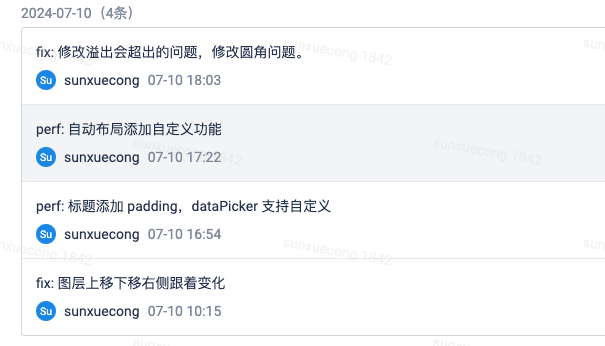 2024-07-10（4条）
fix: 修改溢出会超出的问题，修改圆角问题。
Su sunxuecong 07-10 18:03
perf: 自动布局添加自定义功能
Su sunxuecong 07-10 17:22
perf: 标题添加 padding，dataPicker 支持自定义
Su sunxuecong 07-10 16:54
fix: 图层上移下移右侧跟着变化
Su sunxuecong 07-10 10:15
sunxuecong 1842
sunxuecong 1842
sunxuecong 1842
sunxuecong 1842